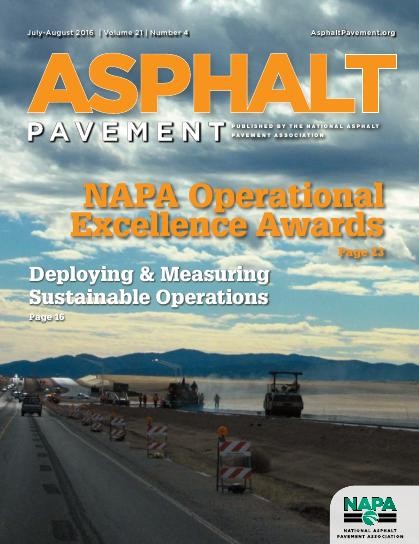 July-August 2016 | Volume 21 | Number 4
AsphaltPavement.org
ASPHALT
PAVEMENT
PUBLISHED BY THE NATIONAL ASPHALT
PAVEMENT ASSOCIATION
NAPA Operational
Excellence Awards
Page 13
Deploying & Measuring
Sustainable Operations
Page 16
NAPA
NATIONAL ASPHALT
PAVEMENT ASSOCIATION